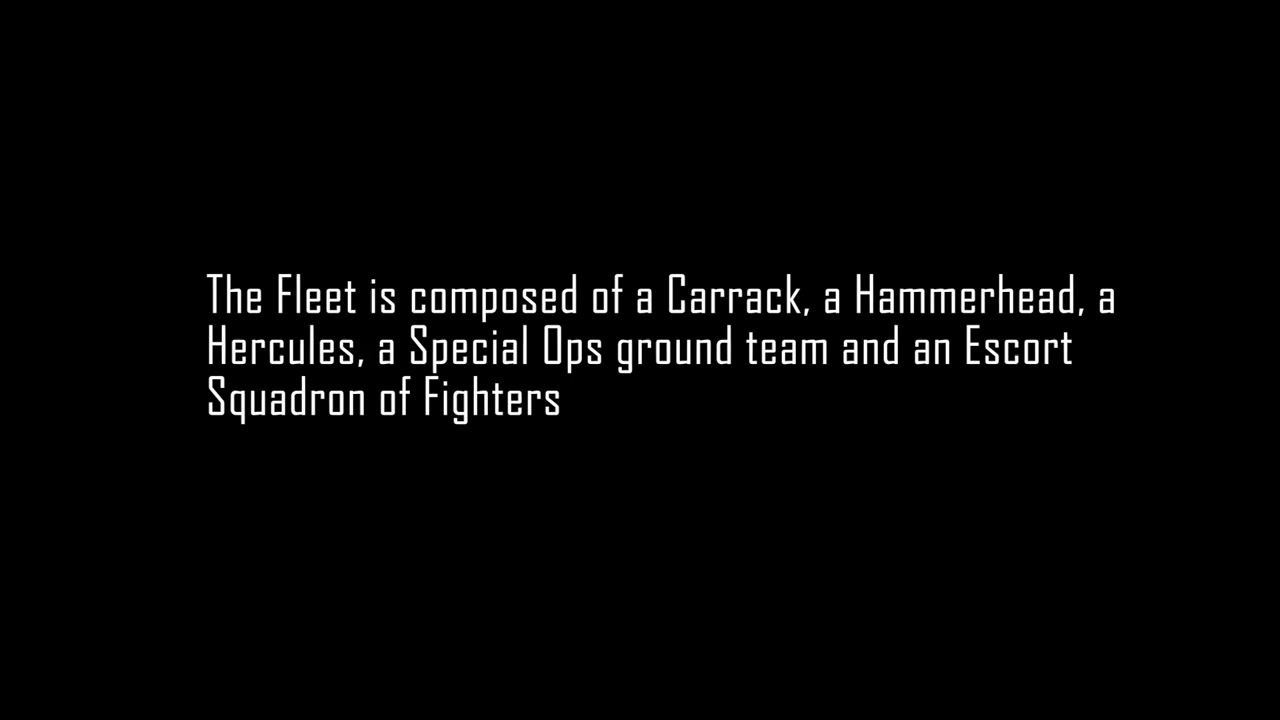 The Fleet is composed of a Carrack, a Hammerhead, a
Hercules, a Special Ops ground team and an Escort
Squadron of Fighters